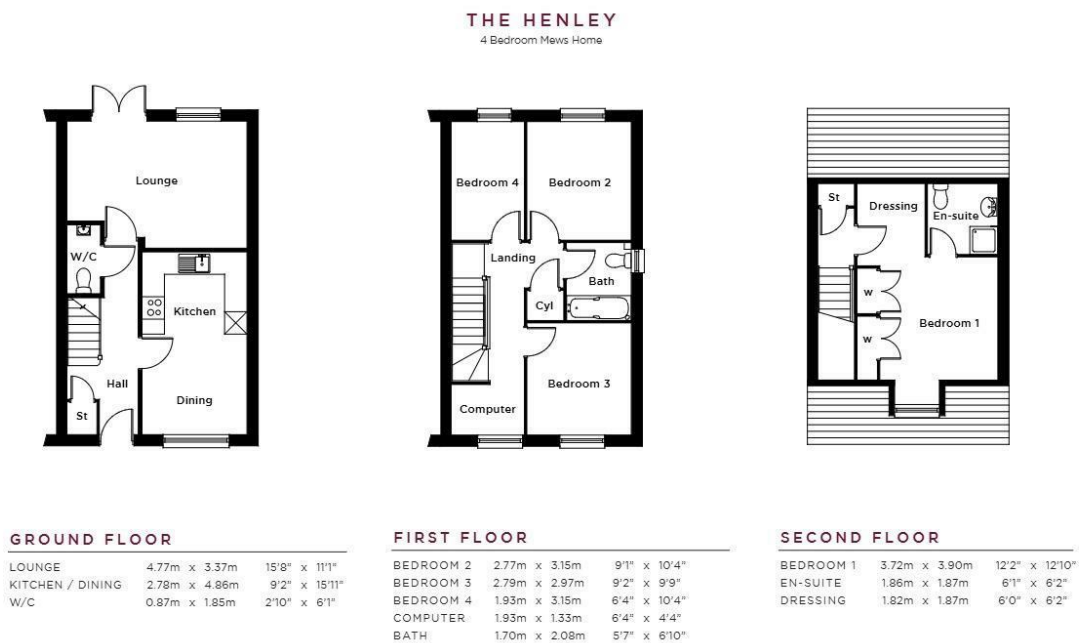 THE HENLEY
4 Bedroom Mews Home
Lounge
W/C
Kitchen
Hall
Dining
St
Bedroom 4
Bedroom 2
Landing
Bath
Cyl
Bedroom 3
Computer
St
Dressing
En-suite
W
Bedroom 1
W
GROUND FLOOR
LOUNGE 4.77m x 3.37m 15'8" x 11'1"
KITCHEN / DINING 2.78m x 4.86m 9'2" x 15'11"
W/C 0.87m x 1.85m 2'10" x 6'1"
FIRST FLOOR
BEDROOM 2 2.77m x 3.15m 9'1" x 10'4"
BEDROOM 3 2.79m x 2.97m 9'2" x 9'9"
BEDROOM 4 1.93m x 3.15m 6'4" x 10'4"
COMPUTER 1.93m x 1.33m 6'4" x 4'4"
BATH 1.70m x 2.08m 5'7" x 6'10"
SECOND FLOOR
BEDROOM 1 3.72m x 3.90m 12'2" x 12'10"
EN-SUITE 1.86m x 1.87m 6'1" x 6'2"
DRESSING 1.82m x 1.87m 6'0" x 6'2"